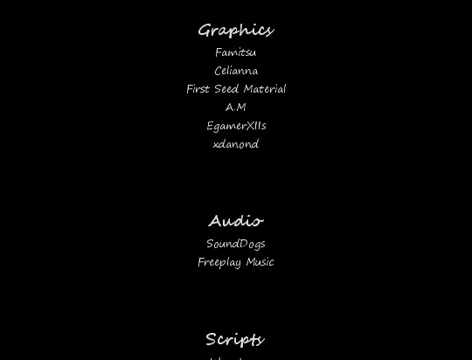 Graphics
Famitsu
Celianna
First Seed Material
A.M
EgamerXIIs
xdanond
Audio
SoundDogs
Freeplay Music
Scripts